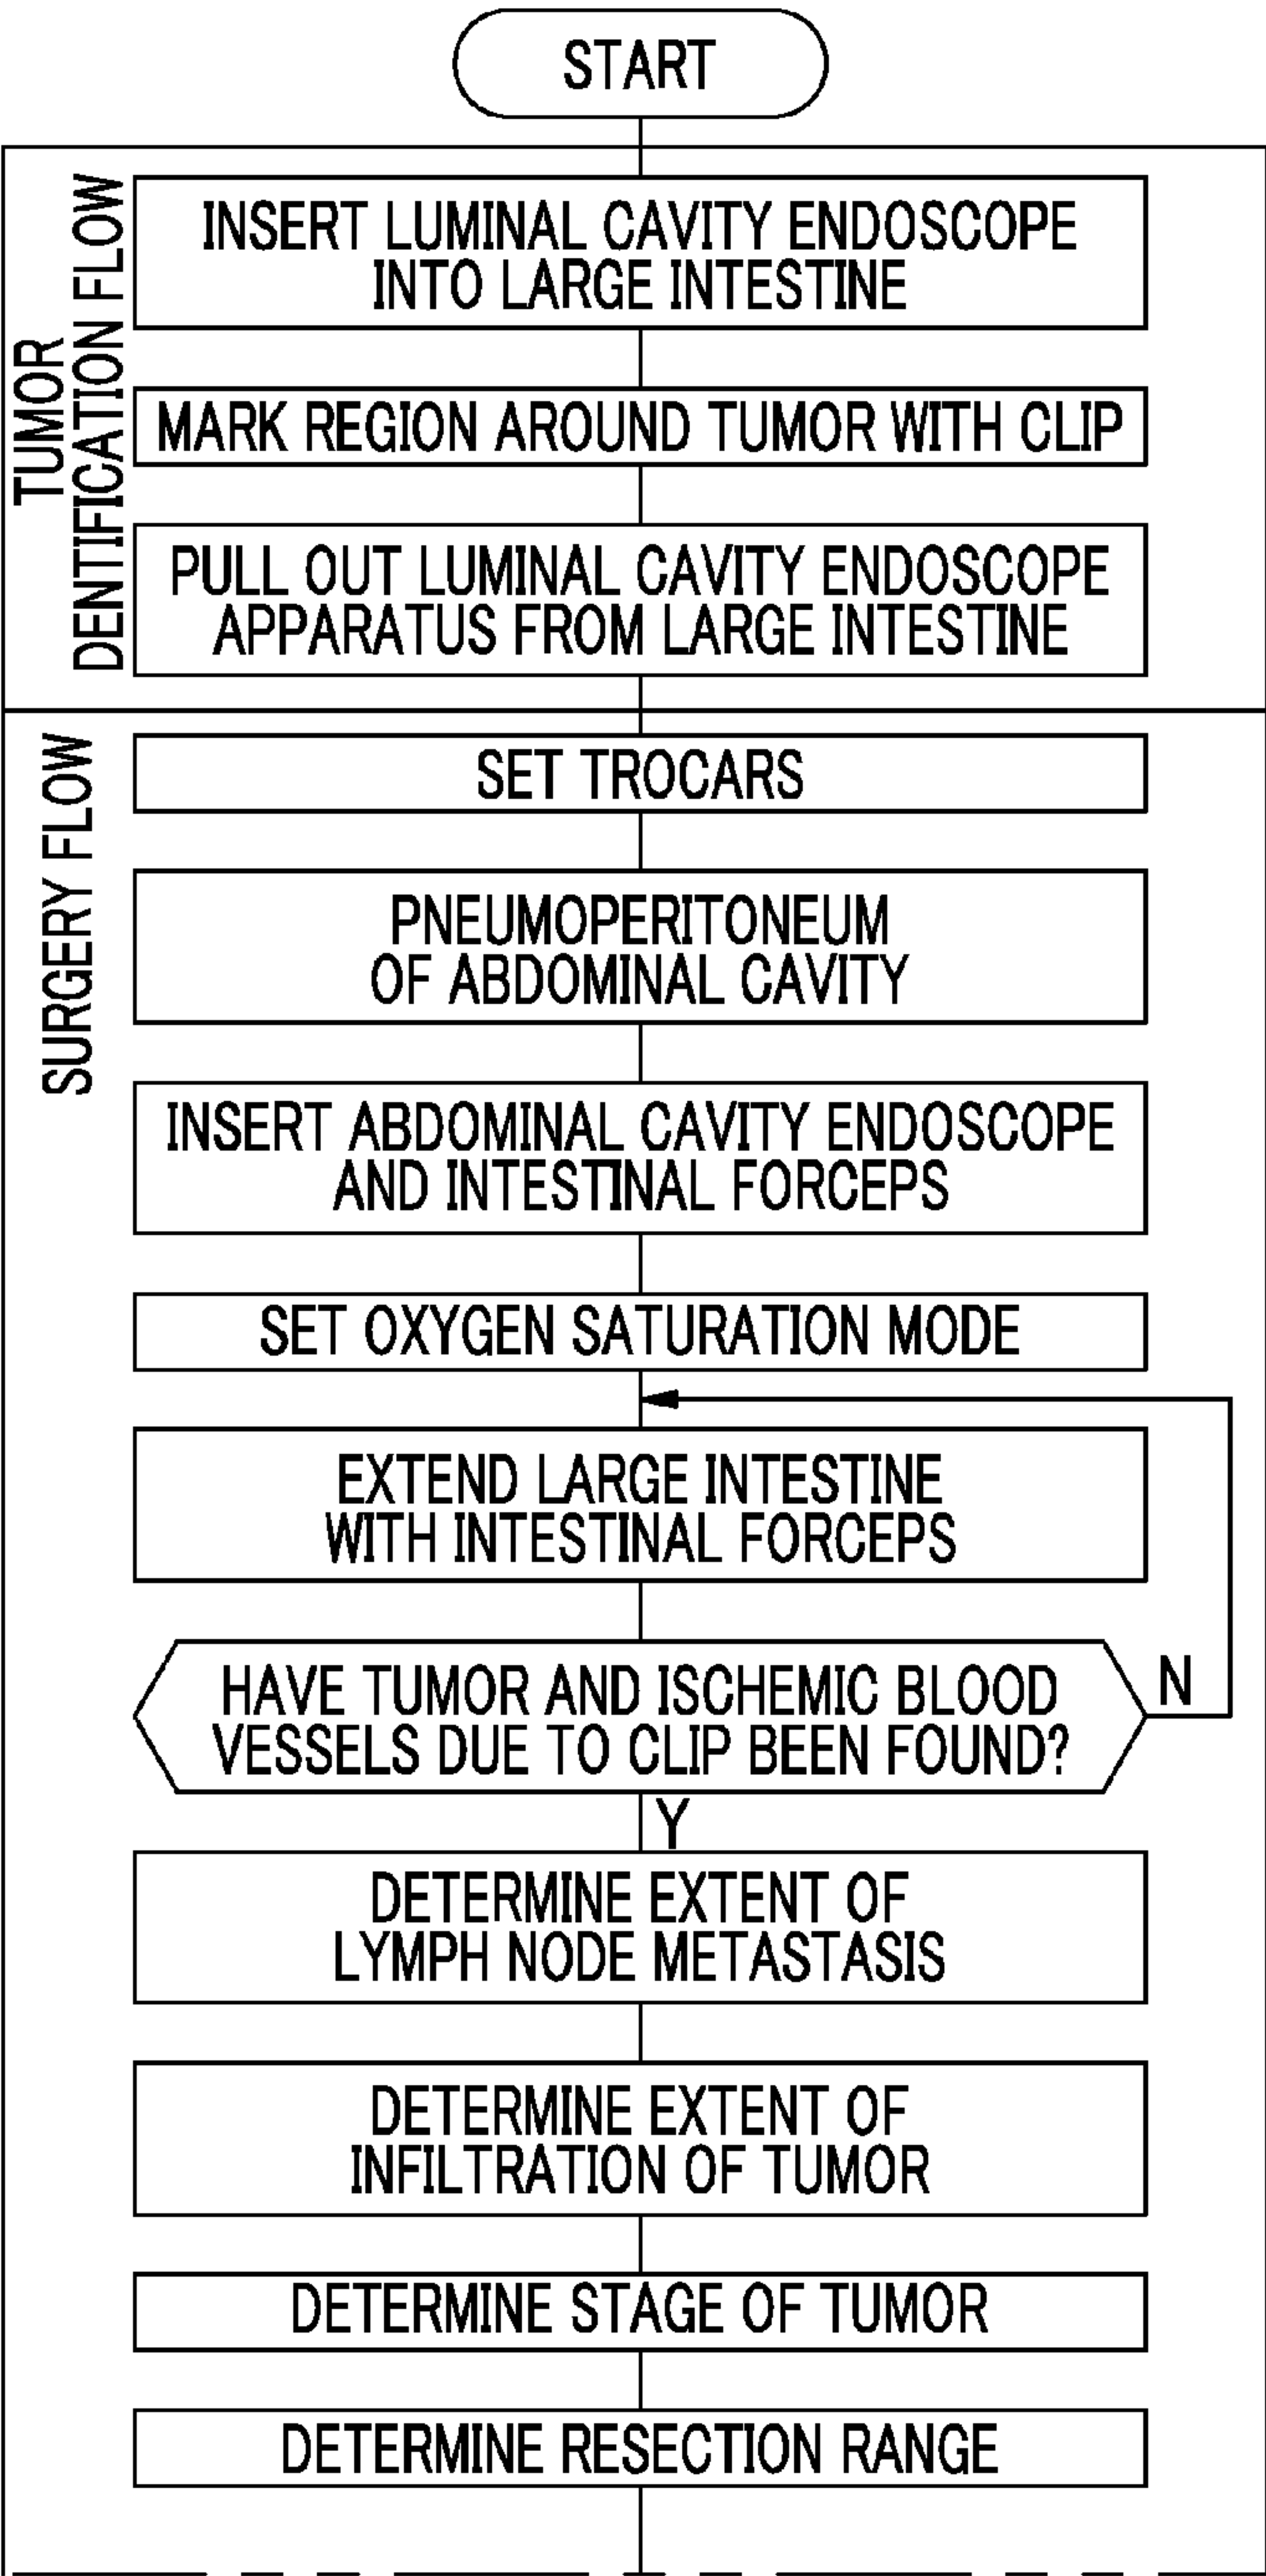 START
TUMOR
IDENTIFICATION FLOW
INSERT LUMINAL CAVITY ENDOSCOPE
INTO LARGE INTESTINE
MARK REGION AROUND TUMOR WITH CLIP
PULL OUT LUMINAL CAVITY ENDOSCOPE
APPARATUS FROM LARGE INTESTINE
SURGERY FLOW
SET TROCARS
PNEUMOPERITONEUM
OF ABDOMINAL CAVITY
INSERT ABDOMINAL CAVITY ENDOSCOPE
AND INTESTINAL FORCEPS
SET OXYGEN SATURATION MODE
EXTEND LARGE INTESTINE
WITH INTESTINAL FORCEPS
HAVE TUMOR AND ISCHEMIC BLOOD
VESSELS DUE TO CLIP BEEN FOUND?
N
Y
DETERMINE EXTENT OF
LYMPH NODE METASTASIS
DETERMINE EXTENT OF
INFILTRATION OF TUMOR
DETERMINE STAGE OF TUMOR
DETERMINE RESECTION RANGE